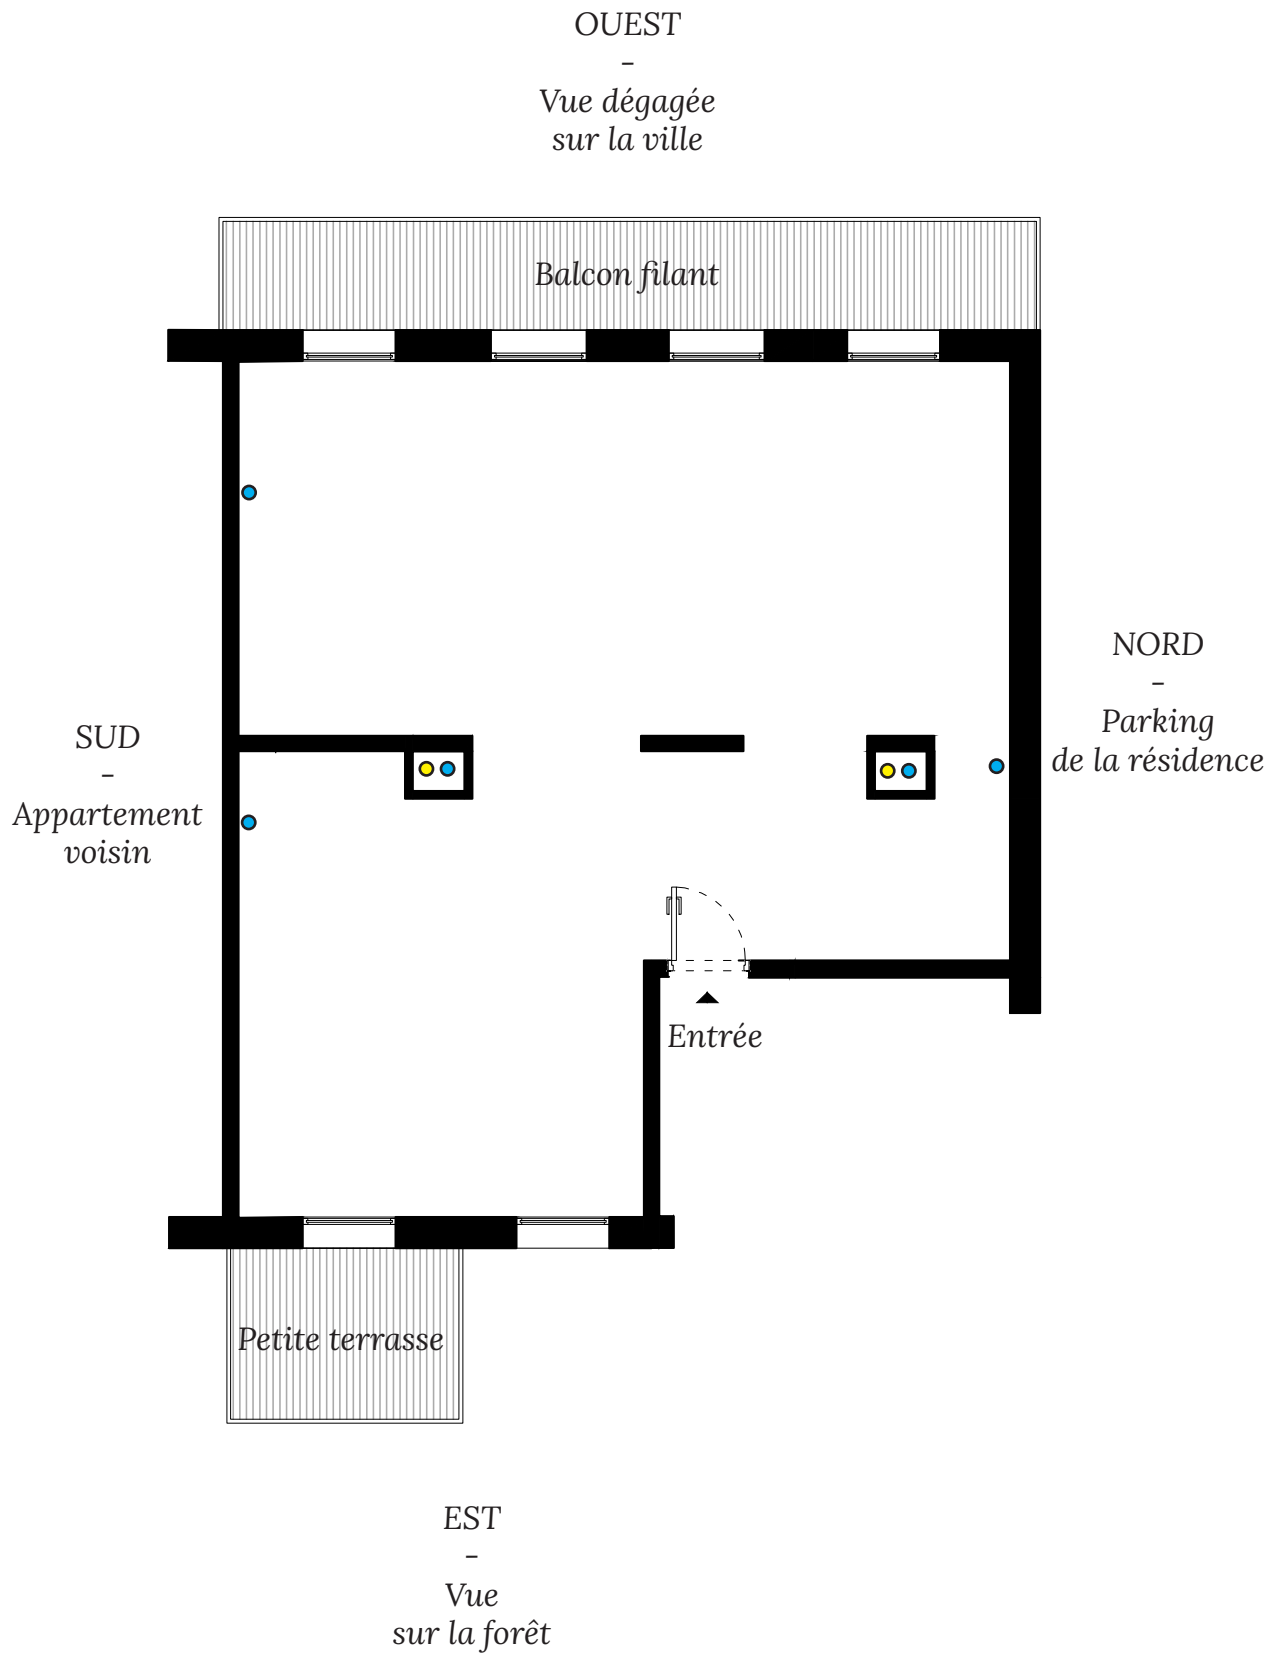 OUEST
-
Vue dégagée
sur la ville
Balcon filant
NORD
-
Parking
de la résidence
SUD
-
Appartement
voisin
Entrée
Petite terrasse
EST
-
Vue
sur la forêt